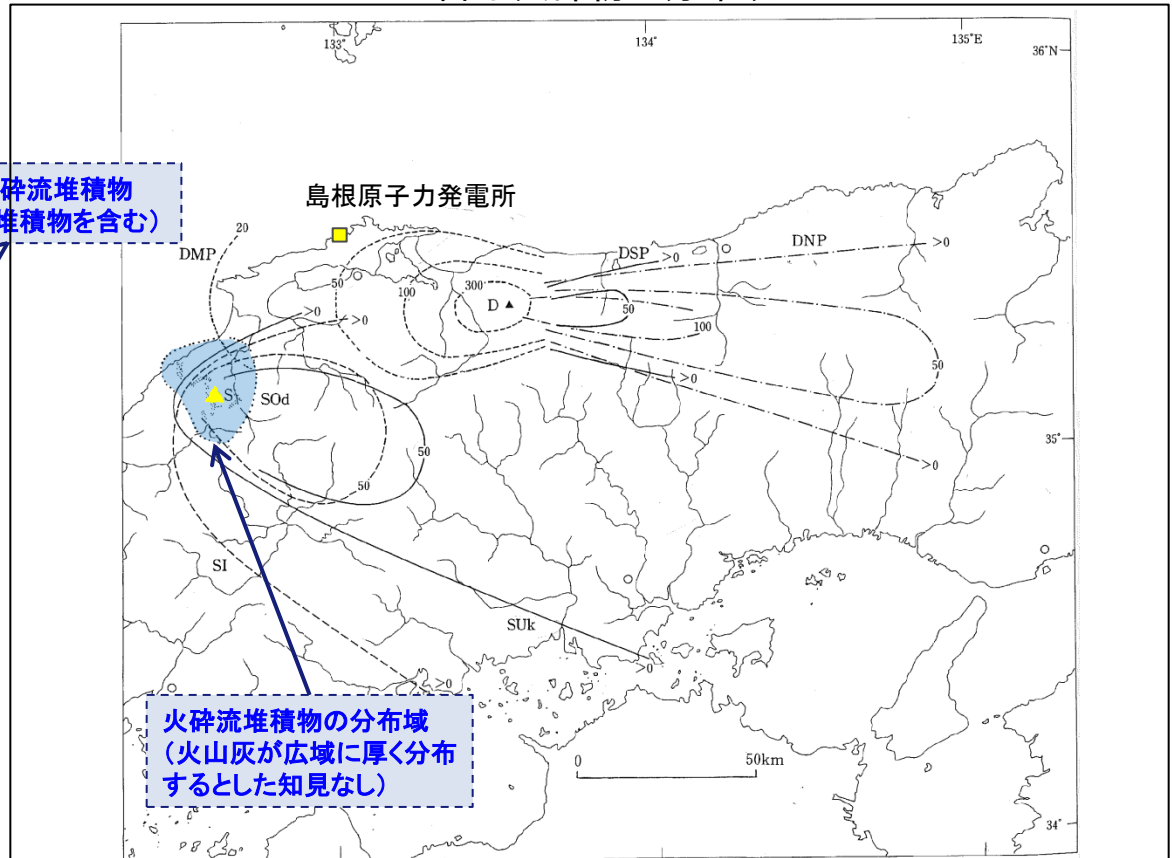 133°
134°
135°E
36°N
砕流堆積物
堆積物を含む)
島根原子力発電所
20
DMP
DSP
DNP
>0
>0
50
100
300
D
50
100
50
>0
>0
>0
>0
S
SOd
50
50
35°
SI
SUk
>0
>0
火砕流堆積物の分布域
(火山灰が広域に厚く分布
するとした知見なし)
0
50km
34°